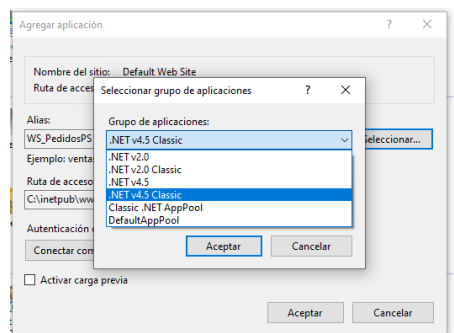 Agregar aplicación ? ×
Nombre del sitio: Default Web Site
Ruta de acces
Seleccionar grupo de aplicaciones ? ×
Alias:
Grupo de aplicaciones:
WS_PedidosPS
.NET v4.5 Classic
Seleccionar...
Ejemplo: ventas
.NET v2.0
.NET v2.0 Classic
.NET v4.5
.NET v4.5 Classic
Classic .NET AppPool
DefaultAppPool
Ruta de acceso
C:\inetpub\ww
Autenticación
Aceptar Cancelar
Conectar com
Activar carga previa
Aceptar Cancelar